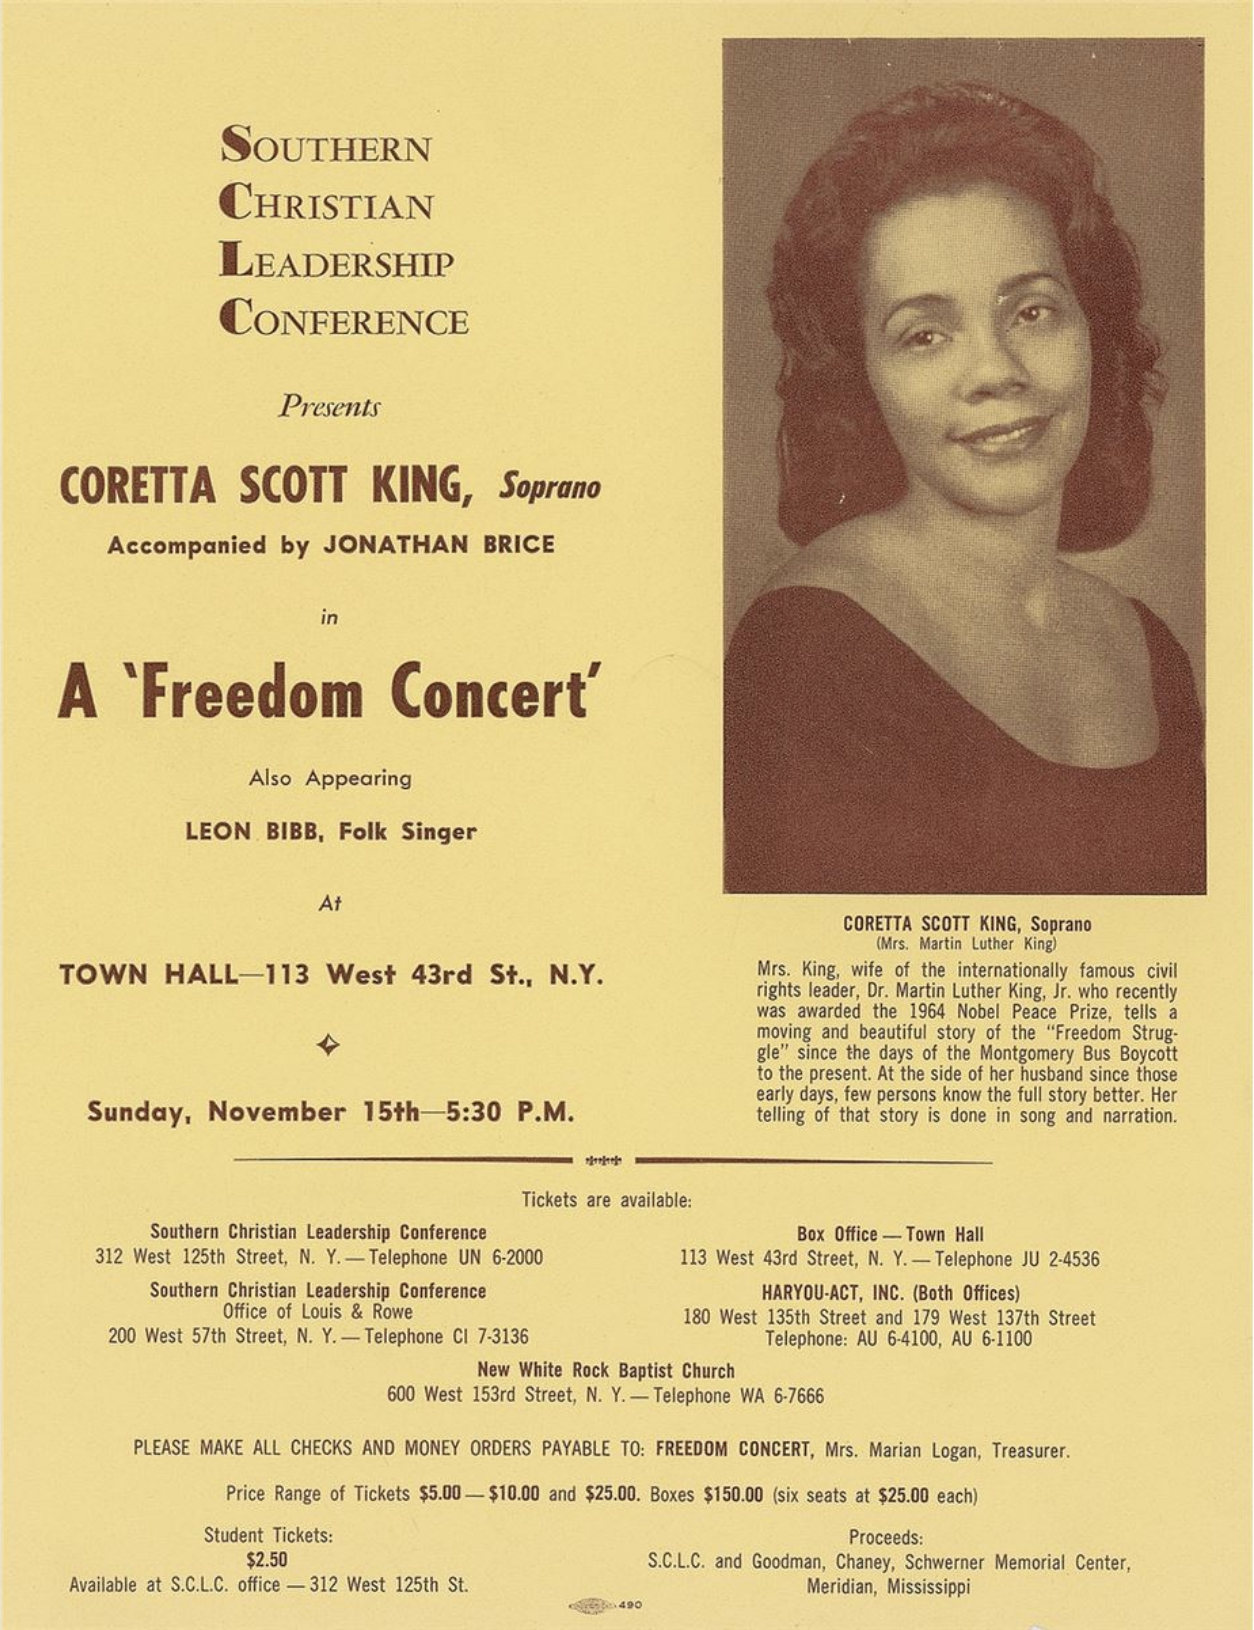 SOUTHERN
CHRISTIAN
LEADERSHIP
CONFERENCE
Presents
CORETTA SCOTT KING, Soprano
Accompanied by JONATHAN BRICE
in
A 'Freedom Concert'
Also Appearing
LEON BIBB, Folk Singer
At
TOWN HALL—113 West 43rd St., N.Y.
Sunday, November 15th—5:30 P.M.
CORETTA SCOTT KING, Soprano
(Mrs. Martin Luther King)
Mrs. King, wife of the internationally famous civil
rights leader, Dr. Martin Luther King, Jr. who recently
was awarded the 1964 Nobel Peace Prize, tells a
moving and beautiful story of the "Freedom Strug-
gle" since the days of the Montgomery Bus Boycott
to the present. At the side of her husband since those
early days, few persons know the full story better. Her
telling of that story is done in song and narration.
Tickets are available:
Southern Christian Leadership Conference
312 West 125th Street, N. Y. — Telephone UN 6-2000
Southern Christian Leadership Conference
Office of Louis & Rowe
200 West 57th Street, N. Y. — Telephone CI 7-3136
Box Office — Town Hall
113 West 43rd Street, N. Y. — Telephone JU 2-4536
HARYOU-ACT, INC. (Both Offices)
180 West 135th Street and 179 West 137th Street
Telephone: AU 6-4100, AU 6-1100
New White Rock Baptist Church
600 West 153rd Street, N. Y. — Telephone WA 6-7666
PLEASE MAKE ALL CHECKS AND MONEY ORDERS PAYABLE TO: FREEDOM CONCERT, Mrs. Marian Logan, Treasurer.
Price Range of Tickets $5.00 — $10.00 and $25.00. Boxes $150.00 (six seats at $25.00 each)
Student Tickets:
$2.50
Available at S.C.L.C. office — 312 West 125th St.
Proceeds:
S.C.L.C. and Goodman, Chaney, Schwerner Memorial Center,
Meridian, Mississippi
490